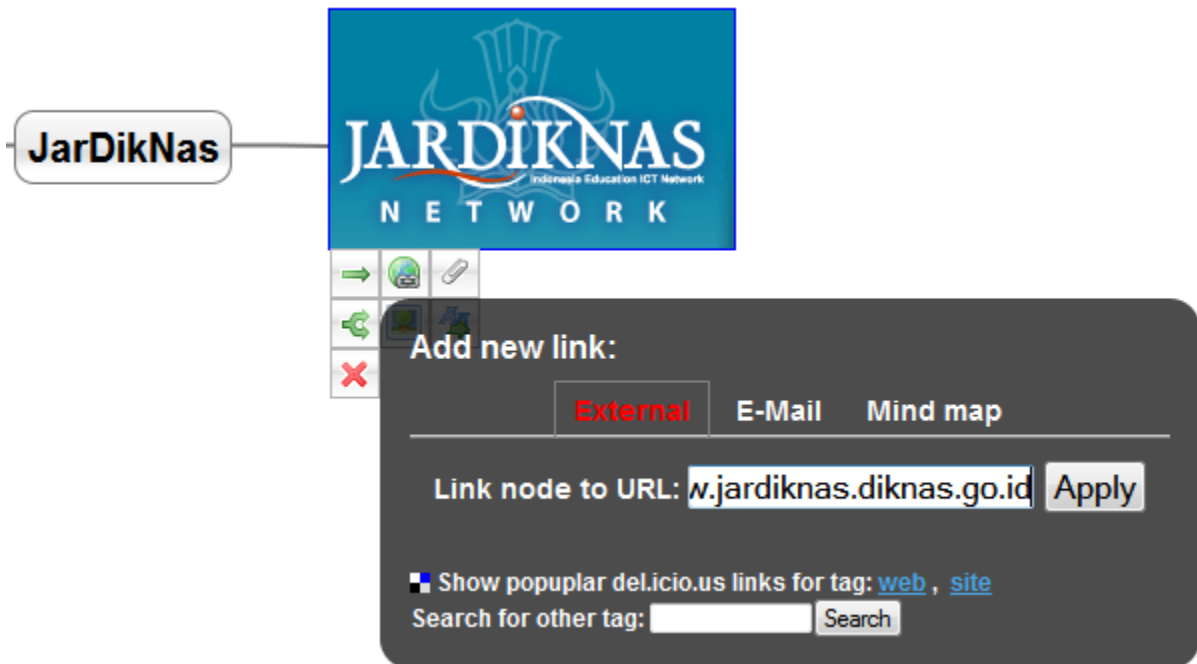 JarDikNas
JARDIKNAS
Indonesia Education ICT Network
NETWORK
Add new link:
External E-Mail Mind map
Link node to URL: w.jardiknas.diknas.go.id Apply
Show popuplar del.icio.us links for tag: web , site
Search for other tag: Search